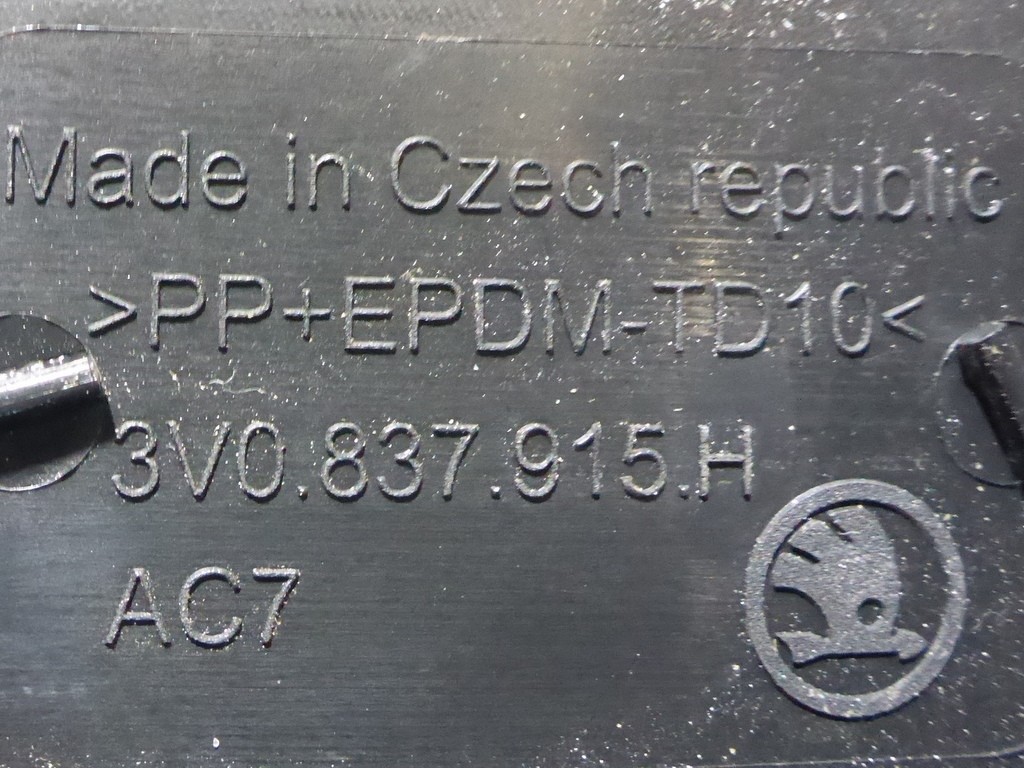 Made in Czech republic
>PP+EPDM-TD10<
3V0.837.915.H
AC7